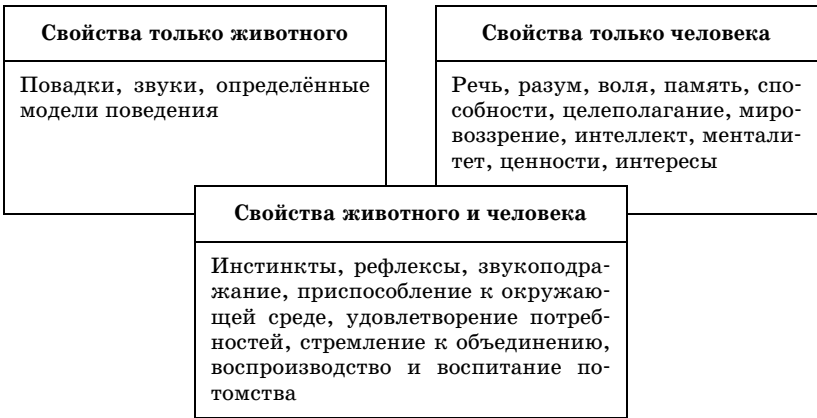 Свойства только животного
Повадки, звуки, определённые
модели поведения
Свойства только человека
Речь, разум, воля, память, спо-
собности, целеполагание, миро-
воззрение, интеллект, ментали-
тет, ценности, интересы
Свойства животного и человека
Инстинкты, рефлексы, звукоподра-
жание, приспособление к окружаю-
щей среде, удовлетворение потреб-
ностей, стремление к объединению,
воспроизводство и воспитание по-
томства